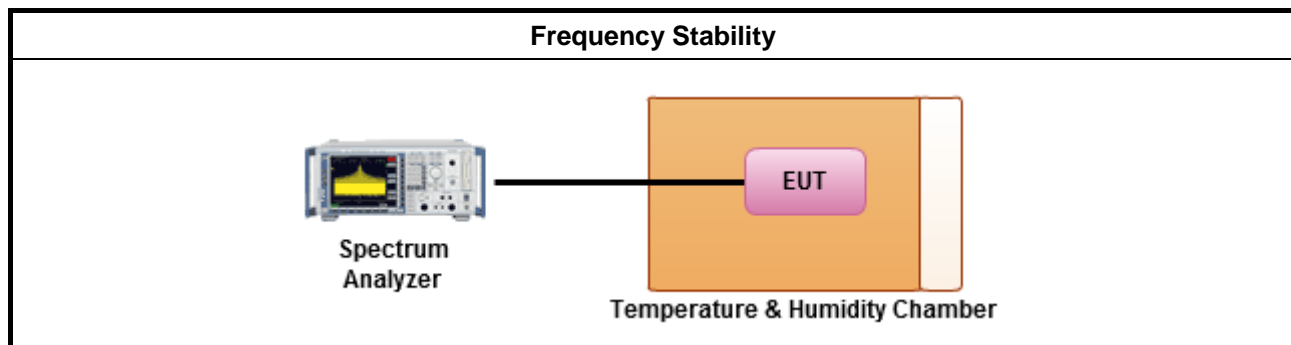 Frequency Stability
EUT
Spectrum
Analyzer
Temperature & Humidity Chamber